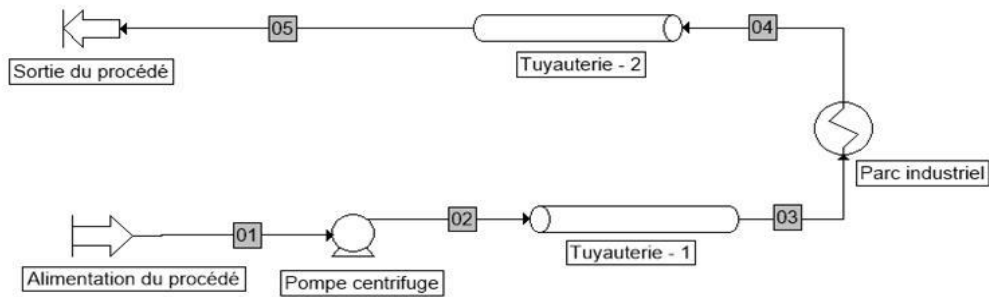 05
04
Sortie du procédé
Tuyauterie - 2
Parc industriel
01
02
03
Alimentation du procédé
Pompe centrifuge
Tuyauterie - 1